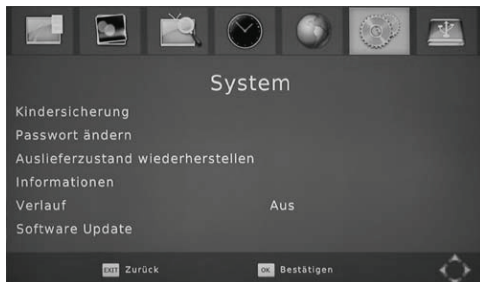 System
Kindersicherung
Passwort ändern
Auslieferzustand wiederherstellen
Informationen
Verlauf Aus
Software Update
EXIT Zurück OK Bestätigen